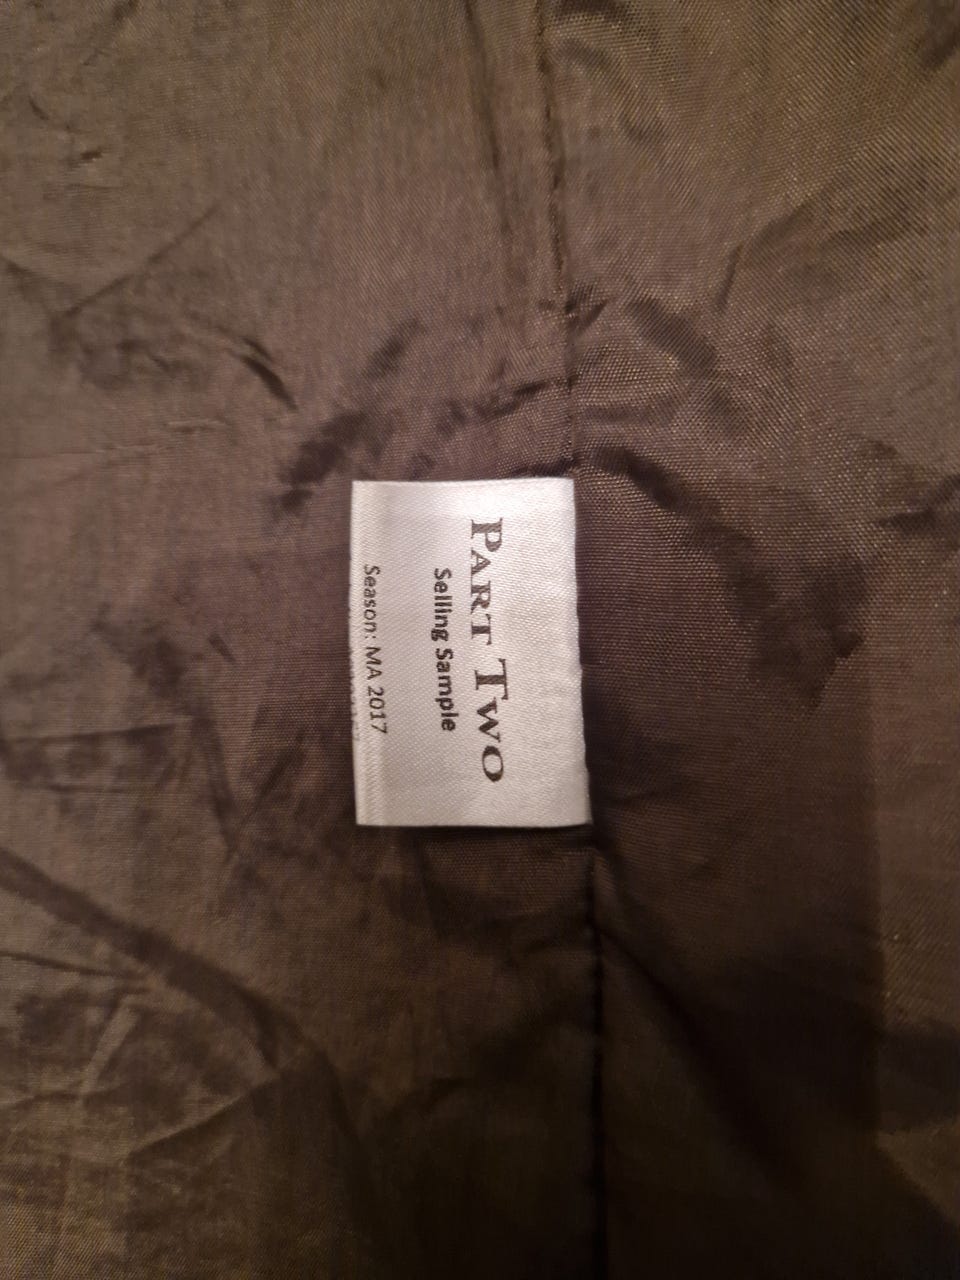 PART TWO
Selling Sample
Season: MA 2017